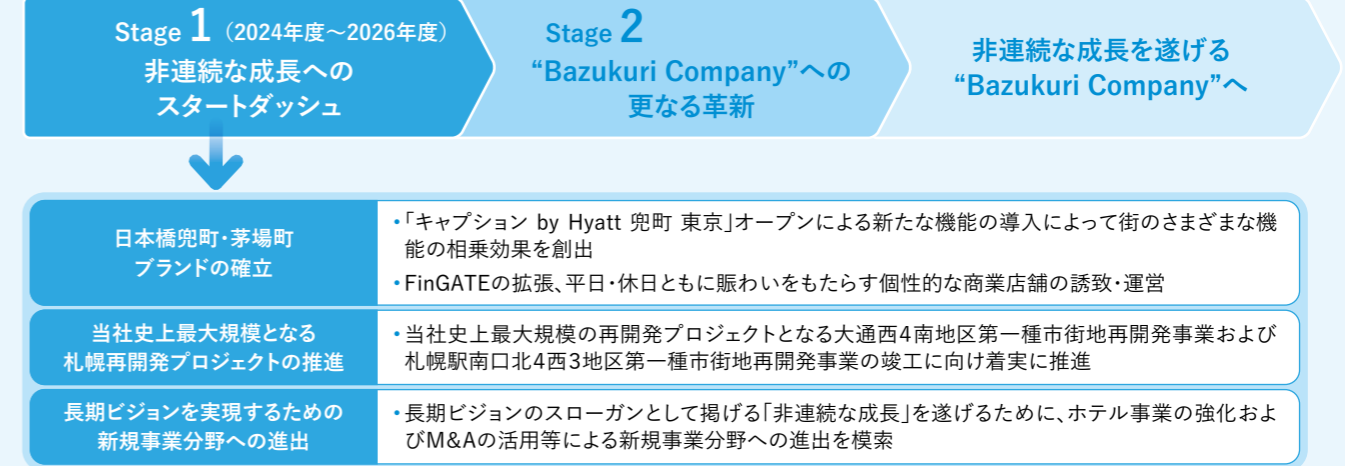 Stage 1（2024年度～2026年度）
非連続な成長への
スタートダッシュ
Stage 2
“Bazukuri Company”への
更なる革新
非連続な成長を遂げる
“Bazukuri Company”へ
日本橋兜町・茅場町
ブランドの確立
・「キャプション by Hyatt 兜町 東京」オープンによる新たな機能の導入によって街のさまざまな機
能の相乗効果を創出
・FinGATEの拡張、平日・休日ともに賑わいをもたらす個性的な商業店舗の誘致・運営
当社史上最大規模となる
札幌再開発プロジェクトの推進
・当社史上最大規模の再開発プロジェクトとなる大通西4南地区第一種市街地再開発事業および
札幌駅南口北4西3地区第一種市街地再開発事業の竣工に向け着実に推進
長期ビジョンを実現するための
新規事業分野への進出
・長期ビジョンのスローガンとして掲げる「非連続な成長」を遂げるために、ホテル事業の強化およ
びM&Aの活用等による新規事業分野への進出を模索